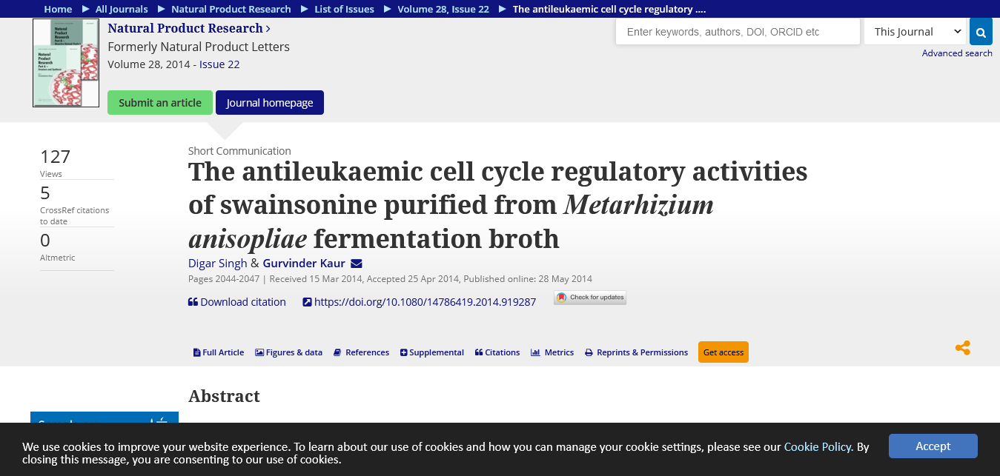 Home All Journals Natural Product Research List of Issues Volume 28, Issue 22 The antileukaemic cell cycle regulatory ....
Natural Product Research
Formerly Natural Product Letters
Volume 28, 2014 - Issue 22
Enter keywords, authors, DOI, ORCID etc
This Journal
Advanced search
Submit an article
Journal homepage
127
Views
5
CrossRef citations
to date
0
Altmetric
Short Communication
The antileukaemic cell cycle regulatory activities
of swainsonine purified from Metarhizium
anisopliae fermentation broth
Digar Singh & Gurvinder Kaur
Pages 2044-2047 | Received 15 Mar 2014, Accepted 25 Apr 2014, Published online: 28 May 2014
Download citation https://doi.org/10.1080/14786419.2014.919287 Check for updates
Full Article Figures & data References Supplemental Citations Metrics Reprints & Permissions Get access
Abstract
We use cookies to improve your website experience. To learn about our use of cookies and how you can manage your cookie settings, please see our Cookie Policy. By
closing this message, you are consenting to our use of cookies.
Accept